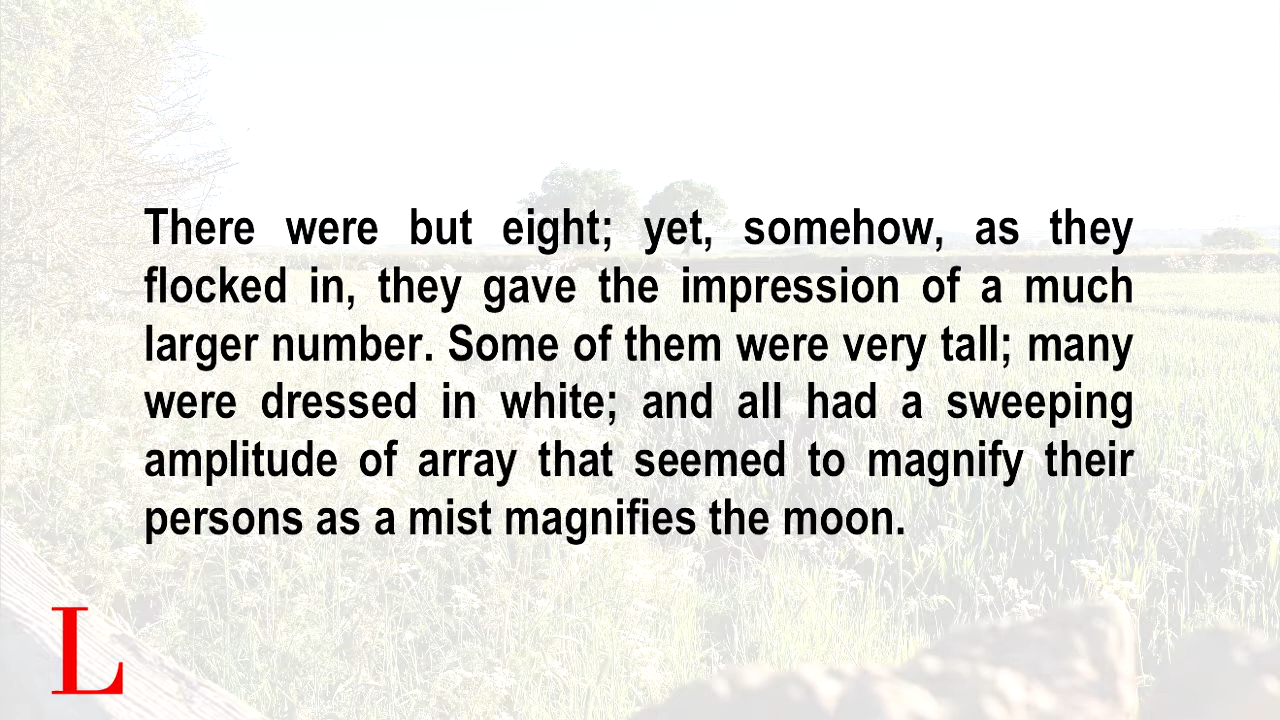 There were but eight; yet, somehow, as they
flocked in, they gave the impression of a much
larger number. Some of them were very tall; many
were dressed in white; and all had a sweeping
amplitude of array that seemed to magnify their
persons as a mist magnifies the moon.
L